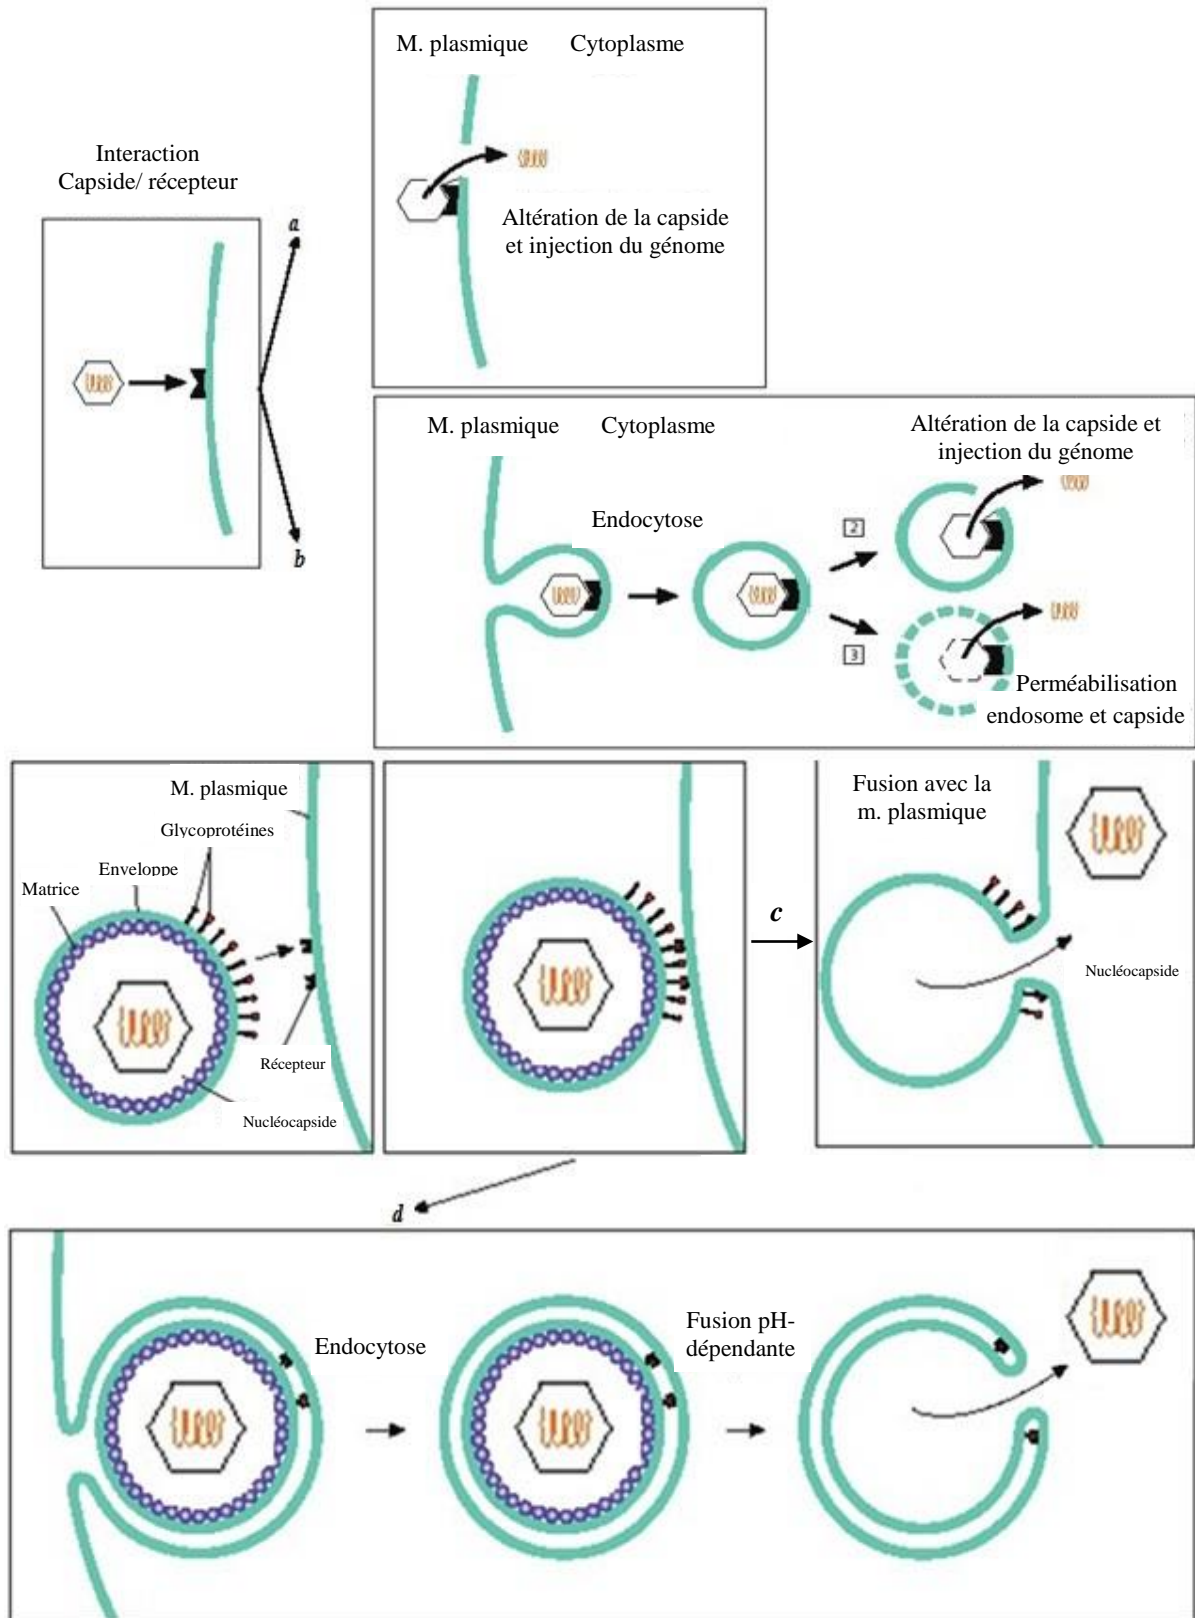 M. plasmique Cytoplasme
Interaction
Capside/ récepteur
a
Altération de la capside
et injection du génome
b
M. plasmique Cytoplasme
Altération de la capside et
injection du génome
Endocytose
2
3
Perméabilisation
endosome et capside
M. plasmique
Glycoprotéines
Enveloppe
Matrice
Récepteur
Nucléocapside
c
Fusion avec la
m. plasmique
Nucléocapside
d
Endocytose
Fusion pH-
dépendante